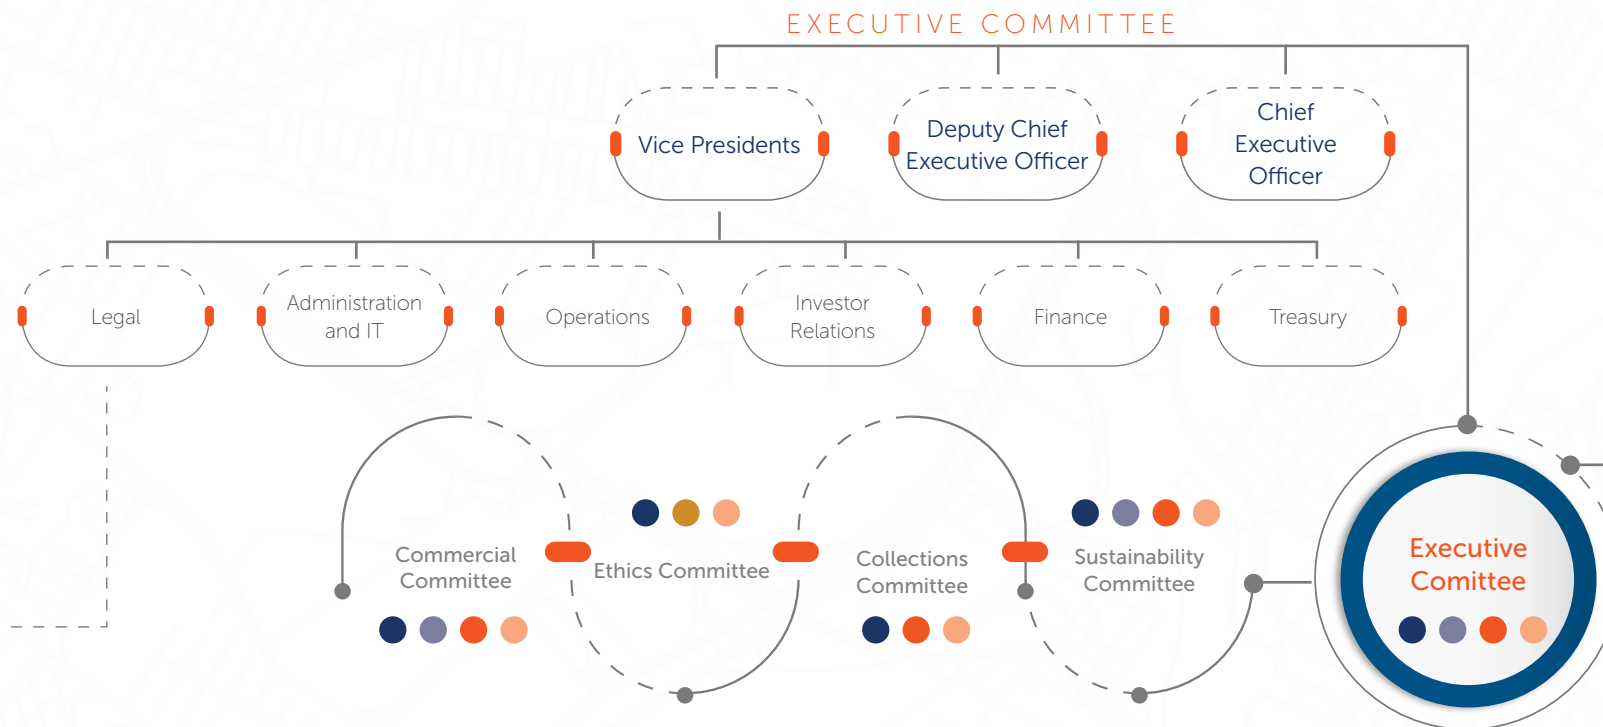 EXECUTIVE COMMITTEE
Vice Presidents
Deputy Chief
Executive Officer
Chief
Executive
Officer
Legal
Administration
and IT
Operations
Investor
Relations
Finance
Treasury
Commercial
Committee
Ethics Committee
Collections
Committee
Sustainability
Committee
Executive
Comittee